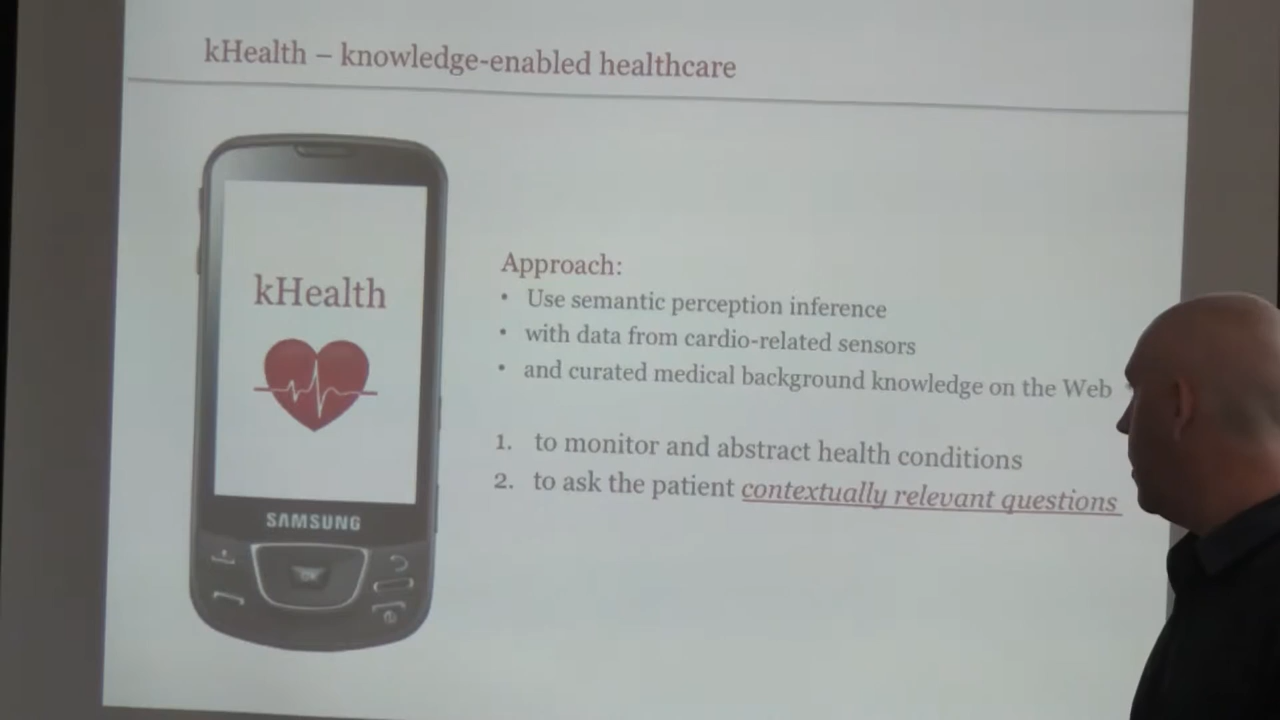 kHealth – knowledge-enabled healthcare
kHealth
SAMSUNG
OK
Approach:
• Use semantic perception inference
• with data from cardio-related sensors
• and curated medical background knowledge on the Web
1. to monitor and abstract health conditions
2. to ask the patient contextually relevant questions